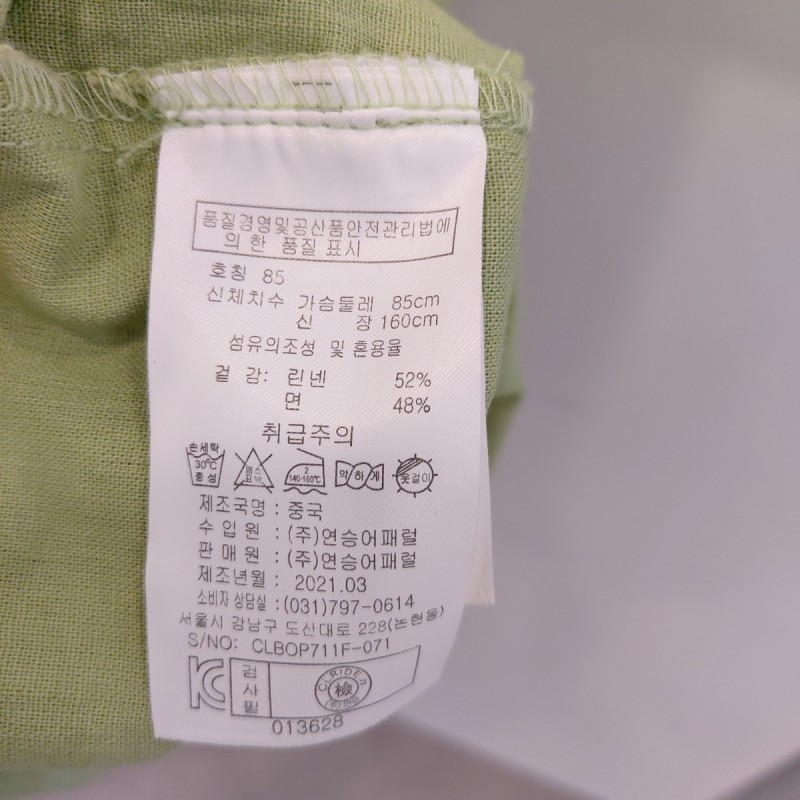 품질경영및공산품안전관리법에
의 한 품질 표시
호칭 85
신체치수 가슴둘레 85cm
신 장 160cm
섬유의조성 및 혼용율
겉 감: 린넨 52%
면 48%
취급주의
손세탁 30℃ 중성
염소 표백
2 140-160℃
약하게
옷걸이
제조국명 : 중국
수 입 원 : (주)연승어패럴
판 매 원 : (주)연승어패럴
제조년월 : 2021.03
소비자 상담실 : (031)797-0614
서울시 강남구 도산대로 228(논현동)
S/NO: CLBOP711F-071
검
사
필
CLRIDE.n
檢
013628